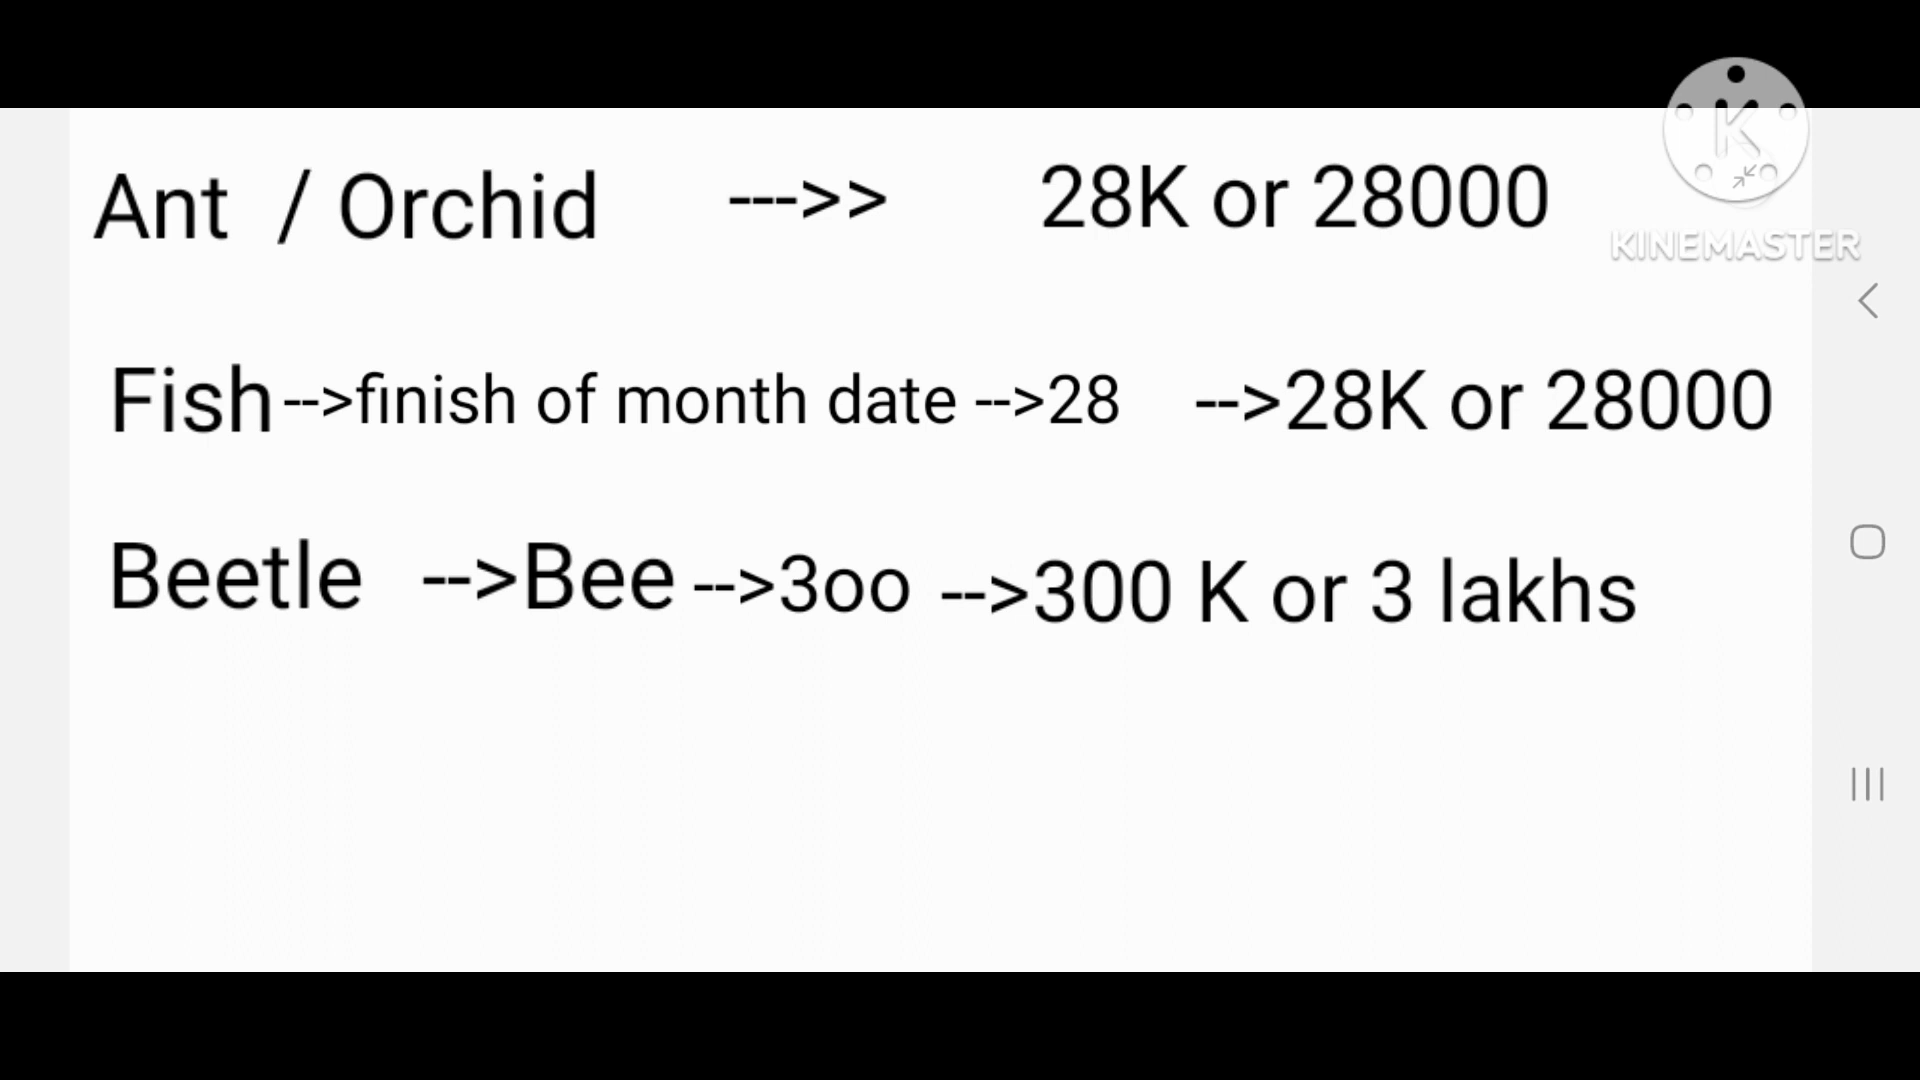 Ant / Orchid --->> 28K or 28000
K
KINEMASTER
Fish-->finish of month date -->28 -->28K or 28000
Beetle -->Bee -->3oo -->300 K or 3 lakhs